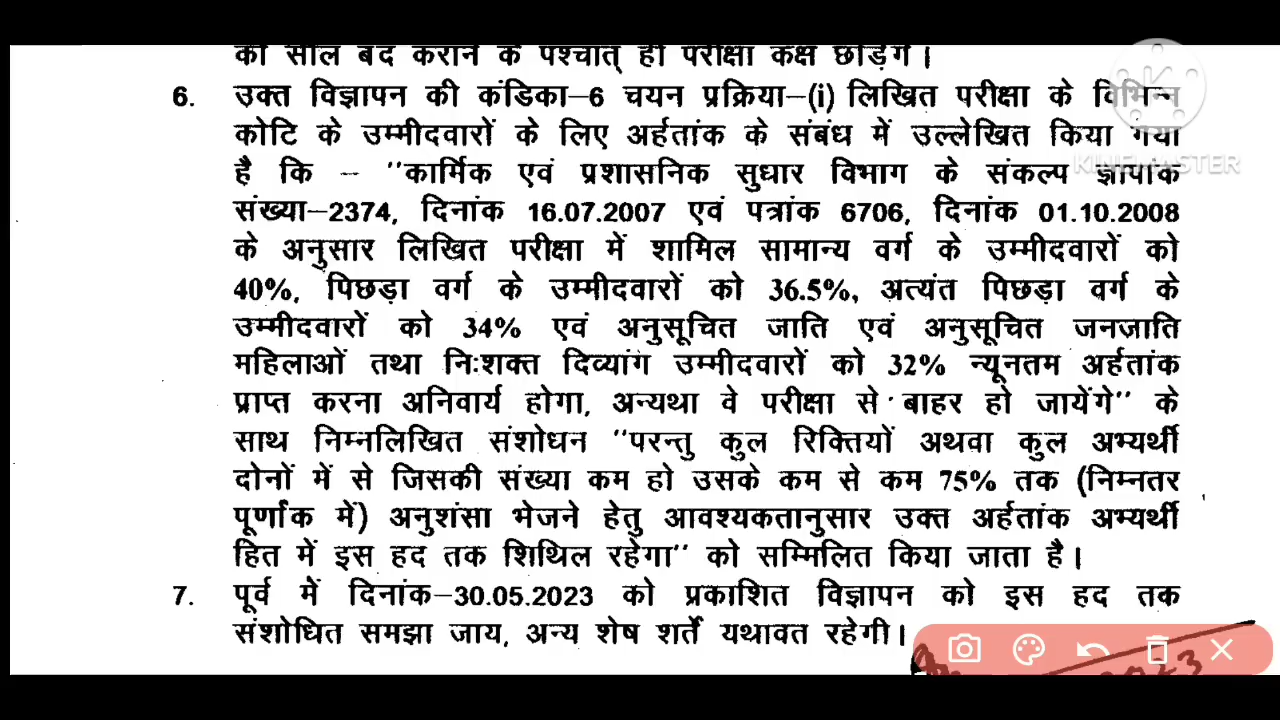 को सील बंद कराने के पश्चात् ही परीक्षा कक्ष छोड़ेंगे।
6. उक्त विज्ञापन की कंडिका-6 चयन प्रक्रिया-(i) लिखित परीक्षा के विभिन्न
कोटि के उम्मीदवारों के लिए अर्हतांक के संबंध में उल्लेखित किया गया
है कि - "कार्मिक एवं प्रशासनिक सुधार विभाग के संकल्प ज्ञापांक
KINEMASTER
संख्या-2374, दिनांक 16.07.2007 एवं पत्रांक 6706, दिनांक 01.10.2008
के अनुसार लिखित परीक्षा में शामिल सामान्य वर्ग के उम्मीदवारों को
40%, पिछड़ा वर्ग के उम्मीदवारों को 36.5%, अत्यंत पिछड़ा वर्ग के
उम्मीदवारों को 34% एवं अनुसूचित जाति एवं अनुसूचित जनजाति
महिलाओं तथा निःशक्त दिव्यांग उम्मीदवारों को 32% न्यूनतम अर्हतांक
प्राप्त करना अनिवार्य होगा, अन्यथा वे परीक्षा से बाहर हो जायेंगे" के
साथ निम्नलिखित संशोधन "परन्तु कुल रिक्तियों अथवा कुल अभ्यर्थी
दोनों में से जिसकी संख्या कम हो उसके कम से कम 75% तक (निम्नतर
पूर्णांक में) अनुशंसा भेजने हेतु आवश्यकतानुसार उक्त अर्हतांक अभ्यर्थी
हित में इस हद तक शिथिल रहेगा" को सम्मिलित किया जाता है।
7. पूर्व में दिनांक-30.05.2023 को प्रकाशित विज्ञापन को इस हद तक
संशोधित समझा जाय, अन्य शेष शर्ते यथावत रहेगी।